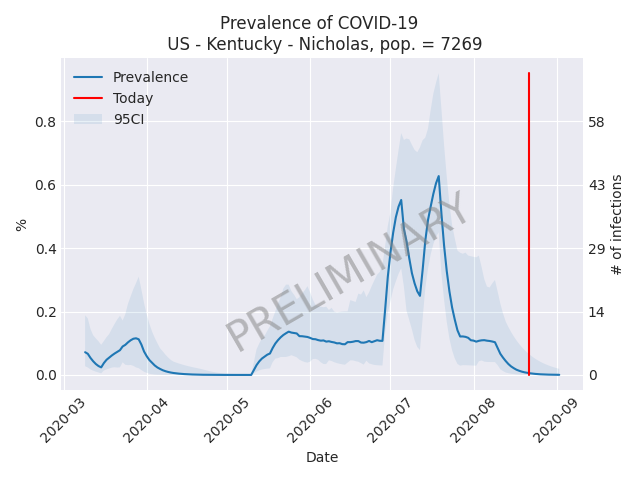 Prevalence of COVID-19
US - Kentucky - Nicholas, pop. = 7269
Prevalence
Today
95CI
0.8
0.6
0.4
0.2
0.0
%
58
43
29
14
0
# of infections
PRELIMINARY
2020-03
2020-04
2020-05
2020-06
2020-07
2020-08
2020-09
Date